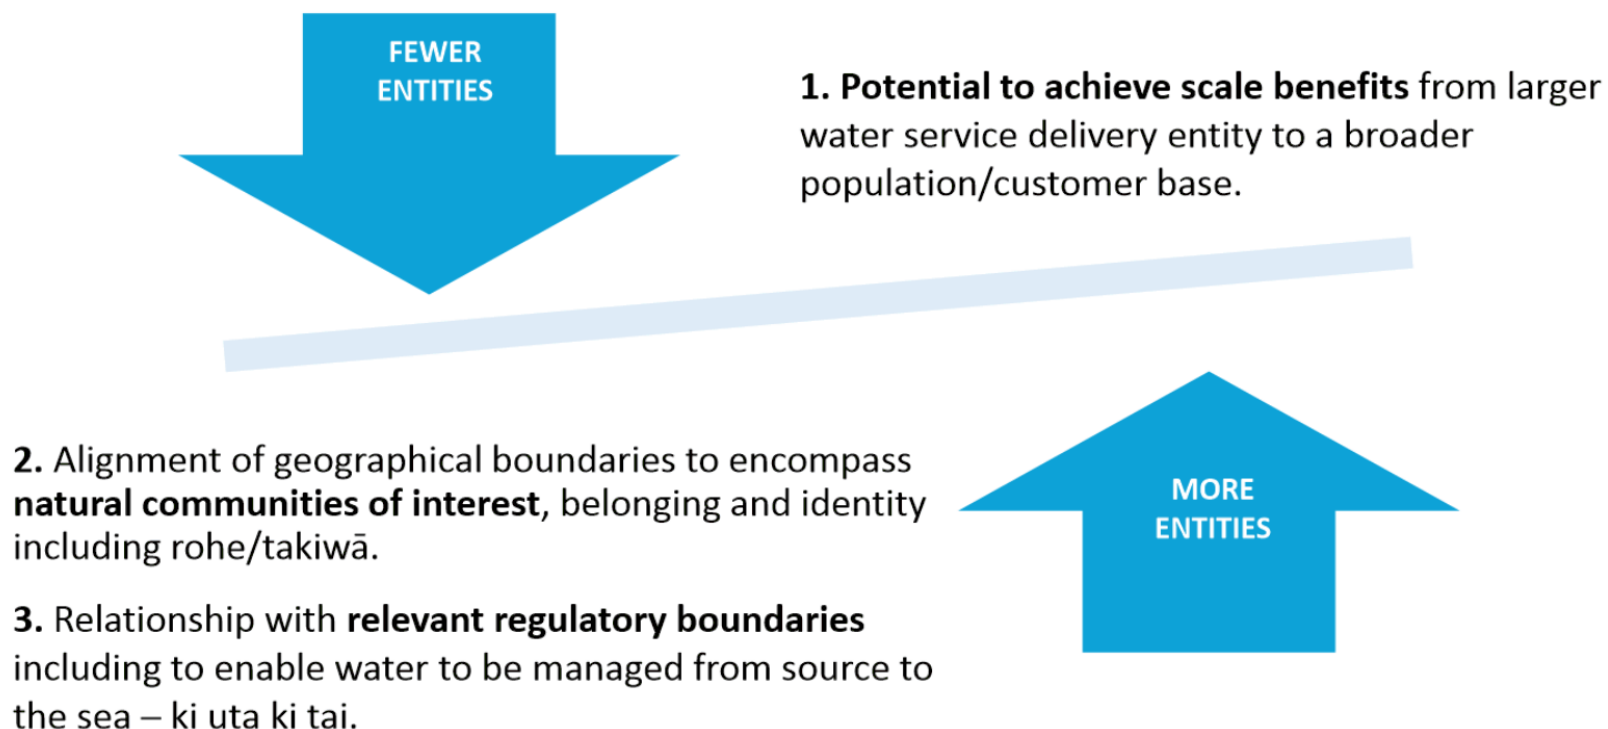 FEWER
ENTITIES
1. Potential to achieve scale benefits from larger
water service delivery entity to a broader
population/customer base.
2. Alignment of geographical boundaries to encompass
natural communities of interest, belonging and identity
including rohe/takiwā.
3. Relationship with relevant regulatory boundaries
including to enable water to be managed from source to
the sea – ki uta ki tai.
MORE
ENTITIES